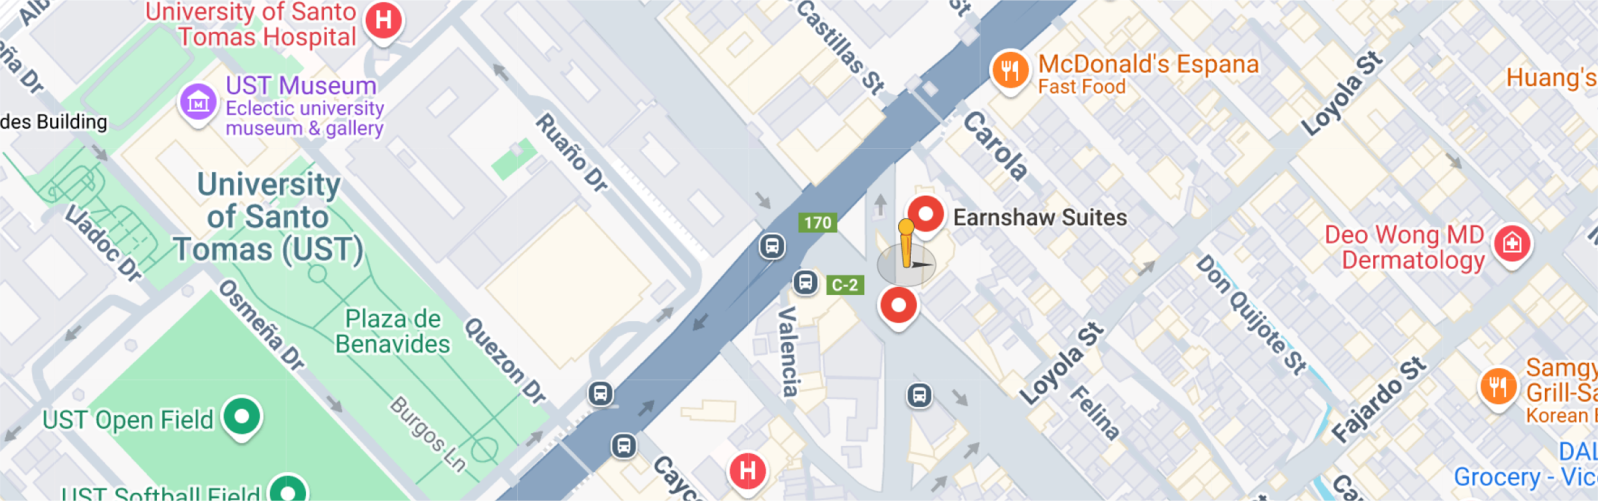 University of Santo
Tomas Hospital
UST Museum
Eclectic university
museum & gallery
des Building
University
of Santo
Tomas (UST)
Lladoc Dr
Osmeña Dr
Plaza de
Benavides
Quezon Dr
Burgos Ln
UST Open Field
UST Softball Field
Ruaño Dr
Castillas St
St
170
C-2
Valencia
Cayco
McDonald's Espana
Fast Food
Carola
Earnshaw Suites
Loyola St
Huang's
Deo Wong MD
Dermatology
Don Quijote St
Loyola St
Felina
Fajardo St
Samgy
Grill-Sa
Korean
DAL
Grocery - Vic